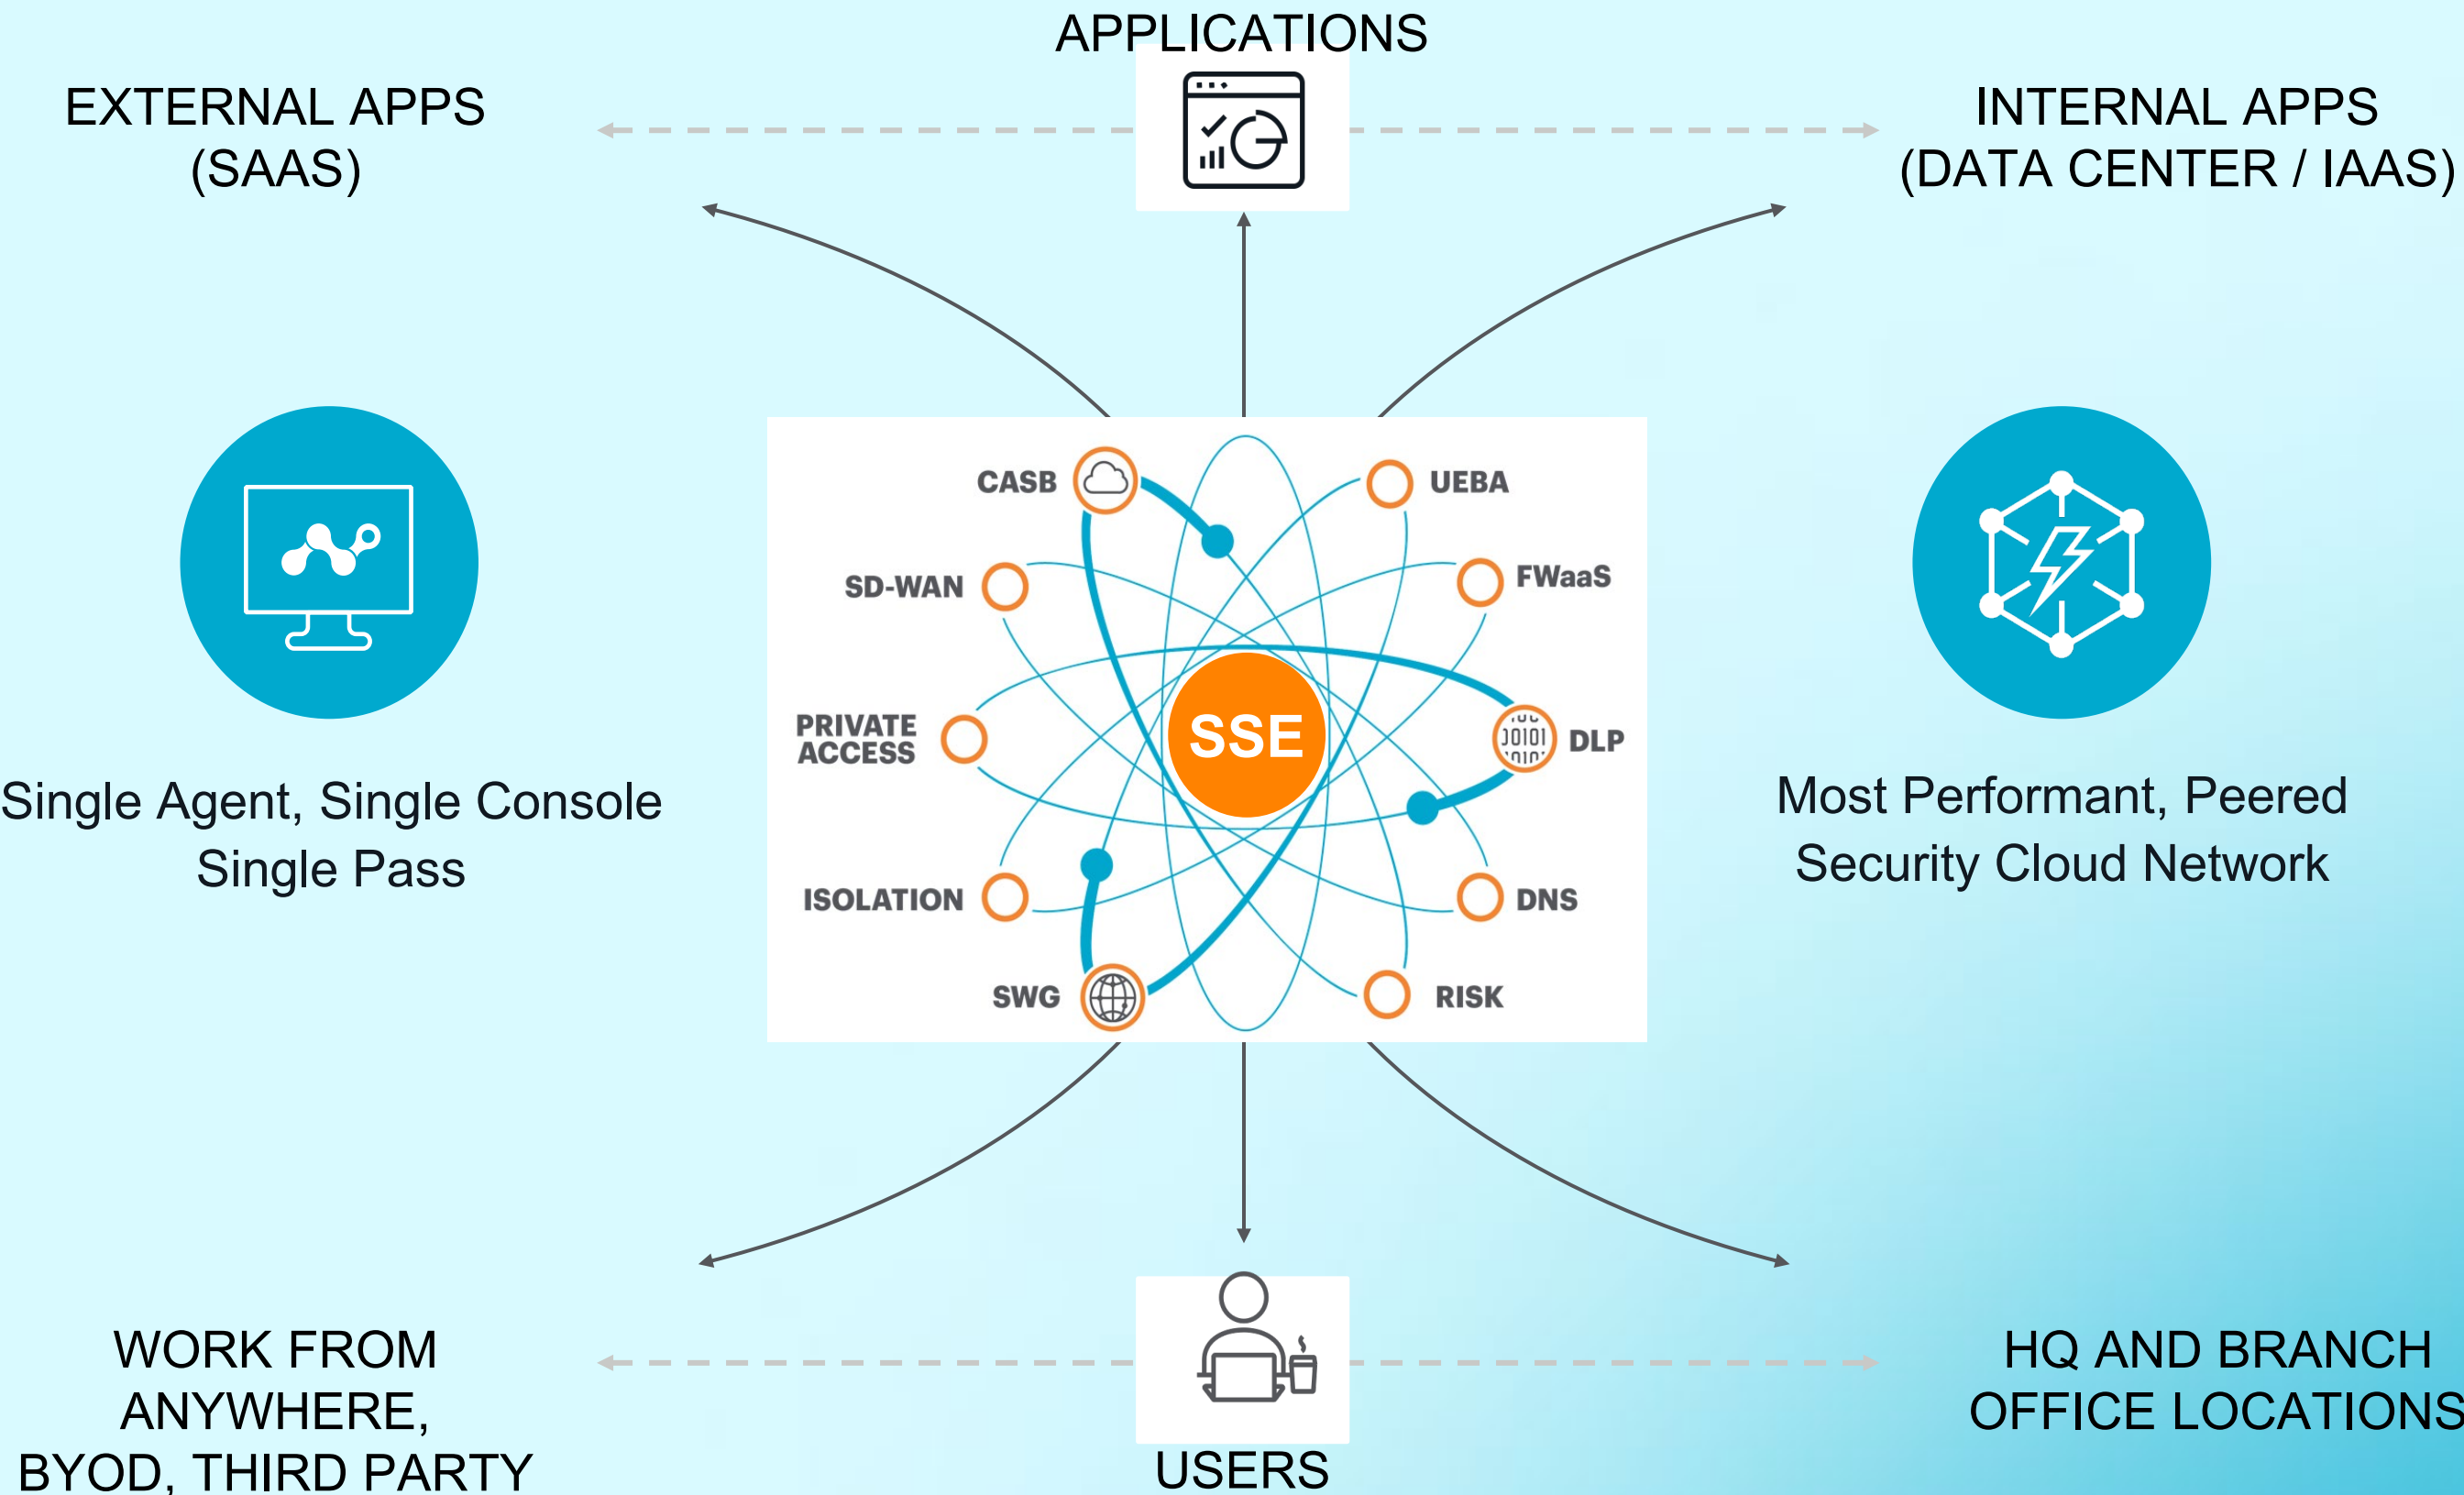 APPLICATIONS
EXTERNAL APPS
(SAAS)
INTERNAL APPS
(DATA CENTER / IAAS)
CASB
UEBA
SD-WAN
FWaaS
PRIVATE
ACCESS
SSE
10101
DLP
ISOLATION
DNS
SWG
RISK
Single Agent, Single Console
Single Pass
Most Performant, Peered
Security Cloud Network
WORK FROM
ANYWHERE,
BYOD, THIRD PARTY
USERS
HQ AND BRANCH
OFFICE LOCATIONS